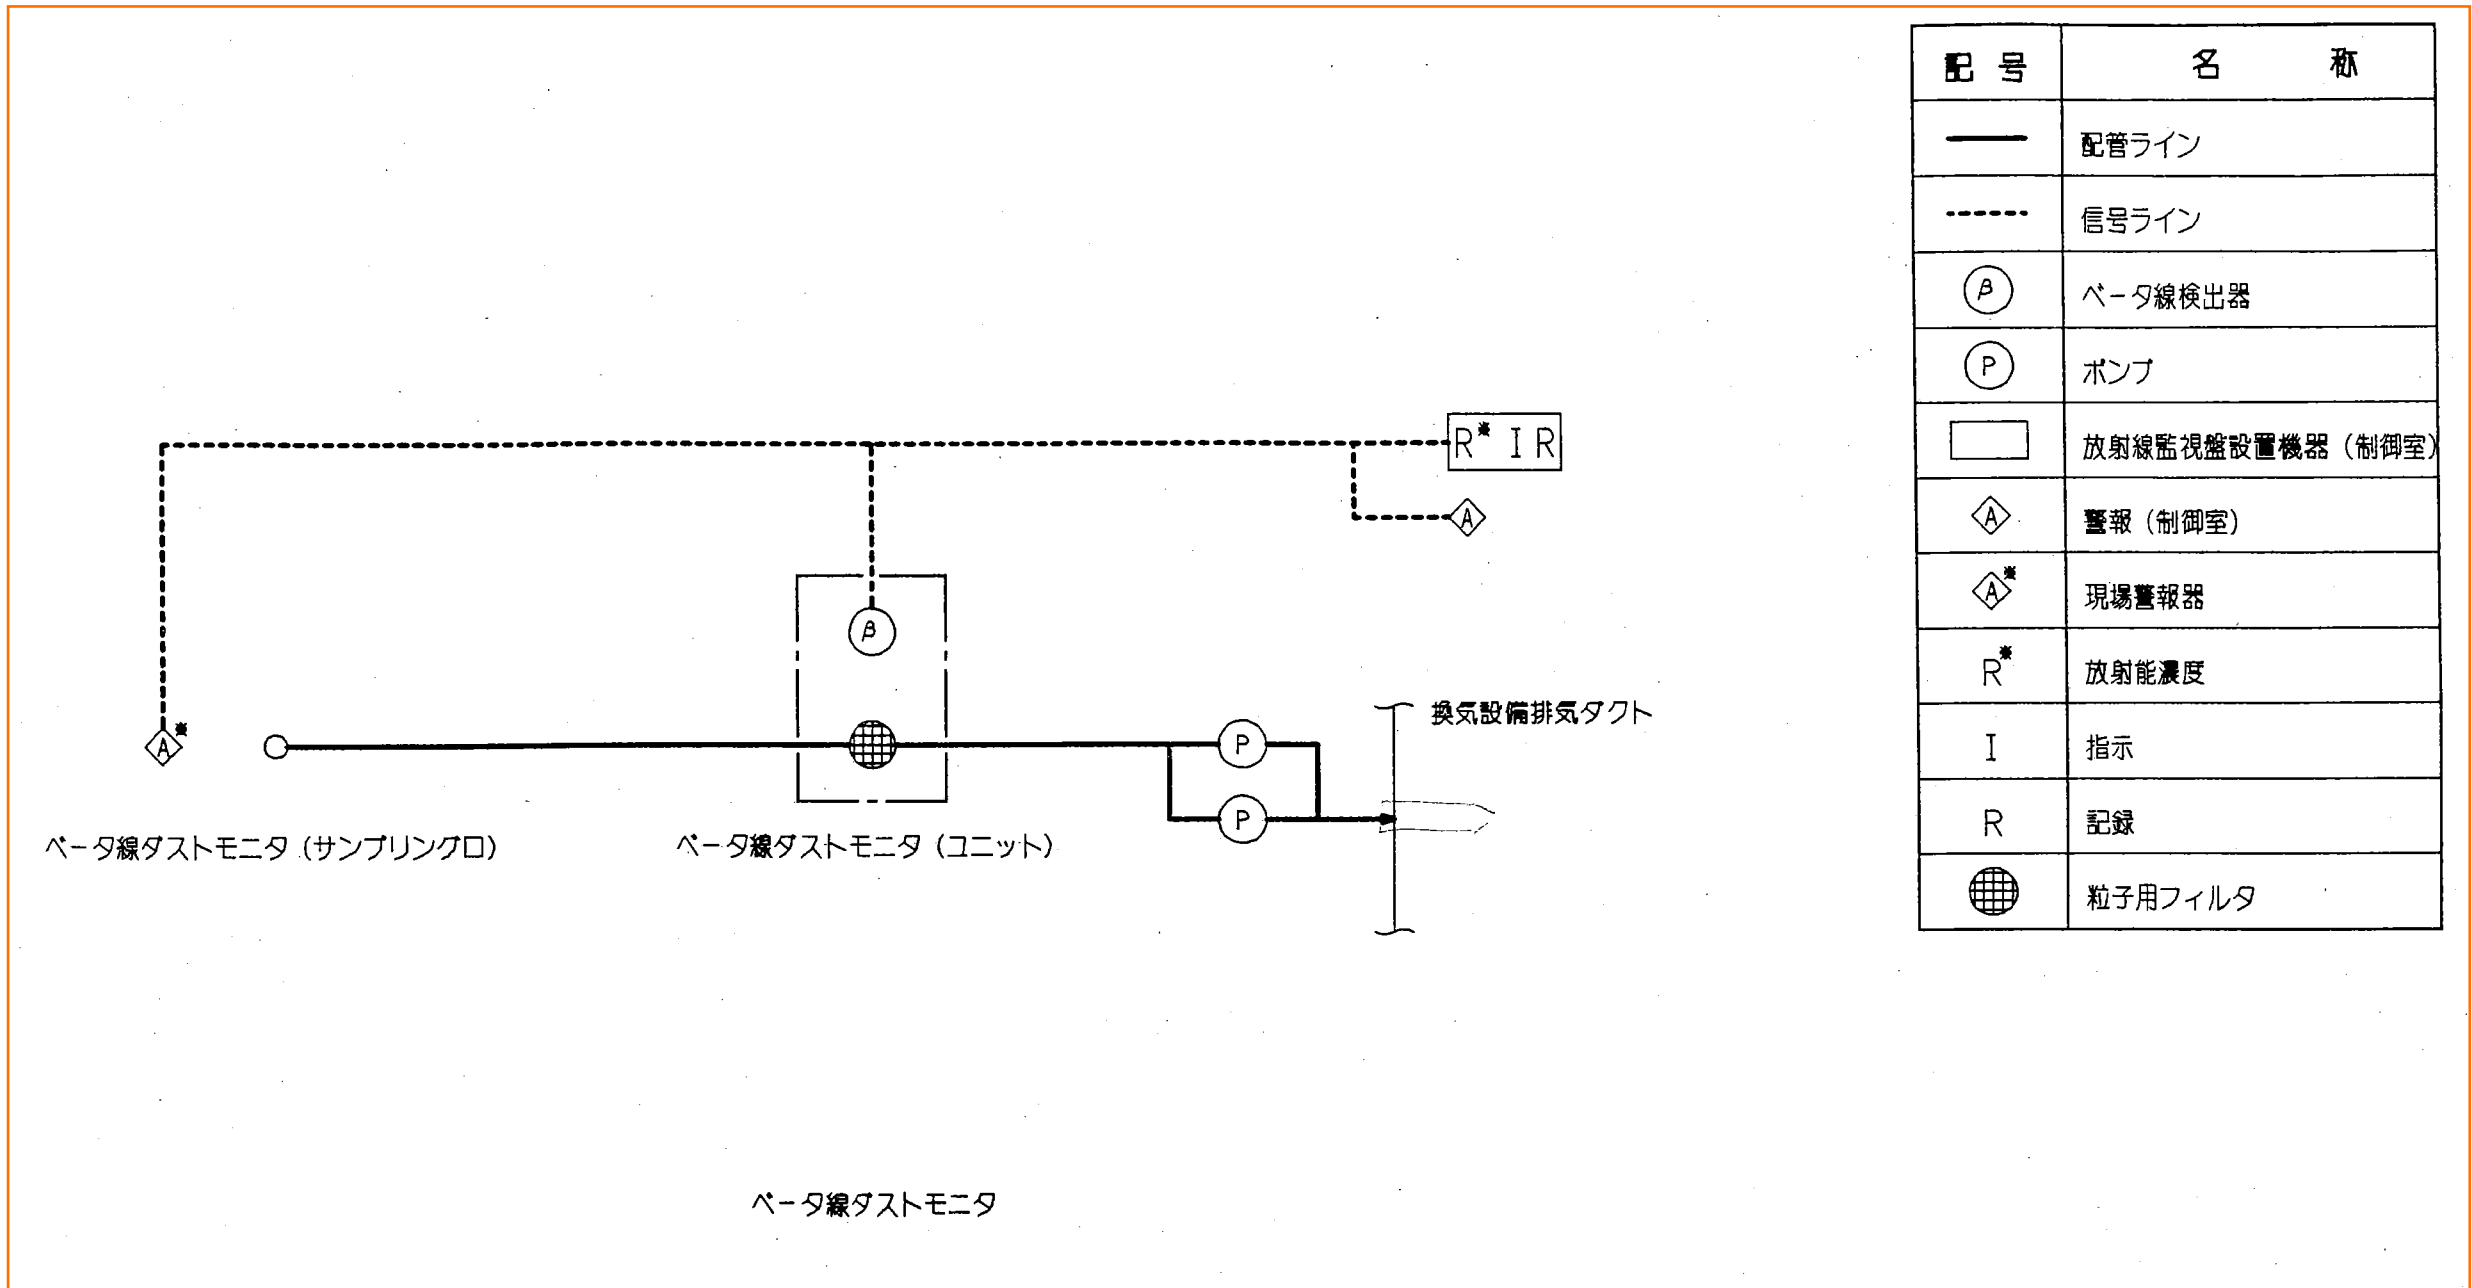 R※ I R
A
β
A※
P
換気設備排気ダクト
P
ベータ線ダストモニタ(サンプリング口)
ベータ線ダストモニタ(ユニット)
ベータ線ダストモニタ
記号 名称
配管ライン
信号ライン
β ベータ線検出器
P ポンプ
放射線監視盤設置機器(制御室)
A 警報(制御室)
A※ 現場警報器
R※ 放射能濃度
I 指示
R 記録
粒子用フィルタ